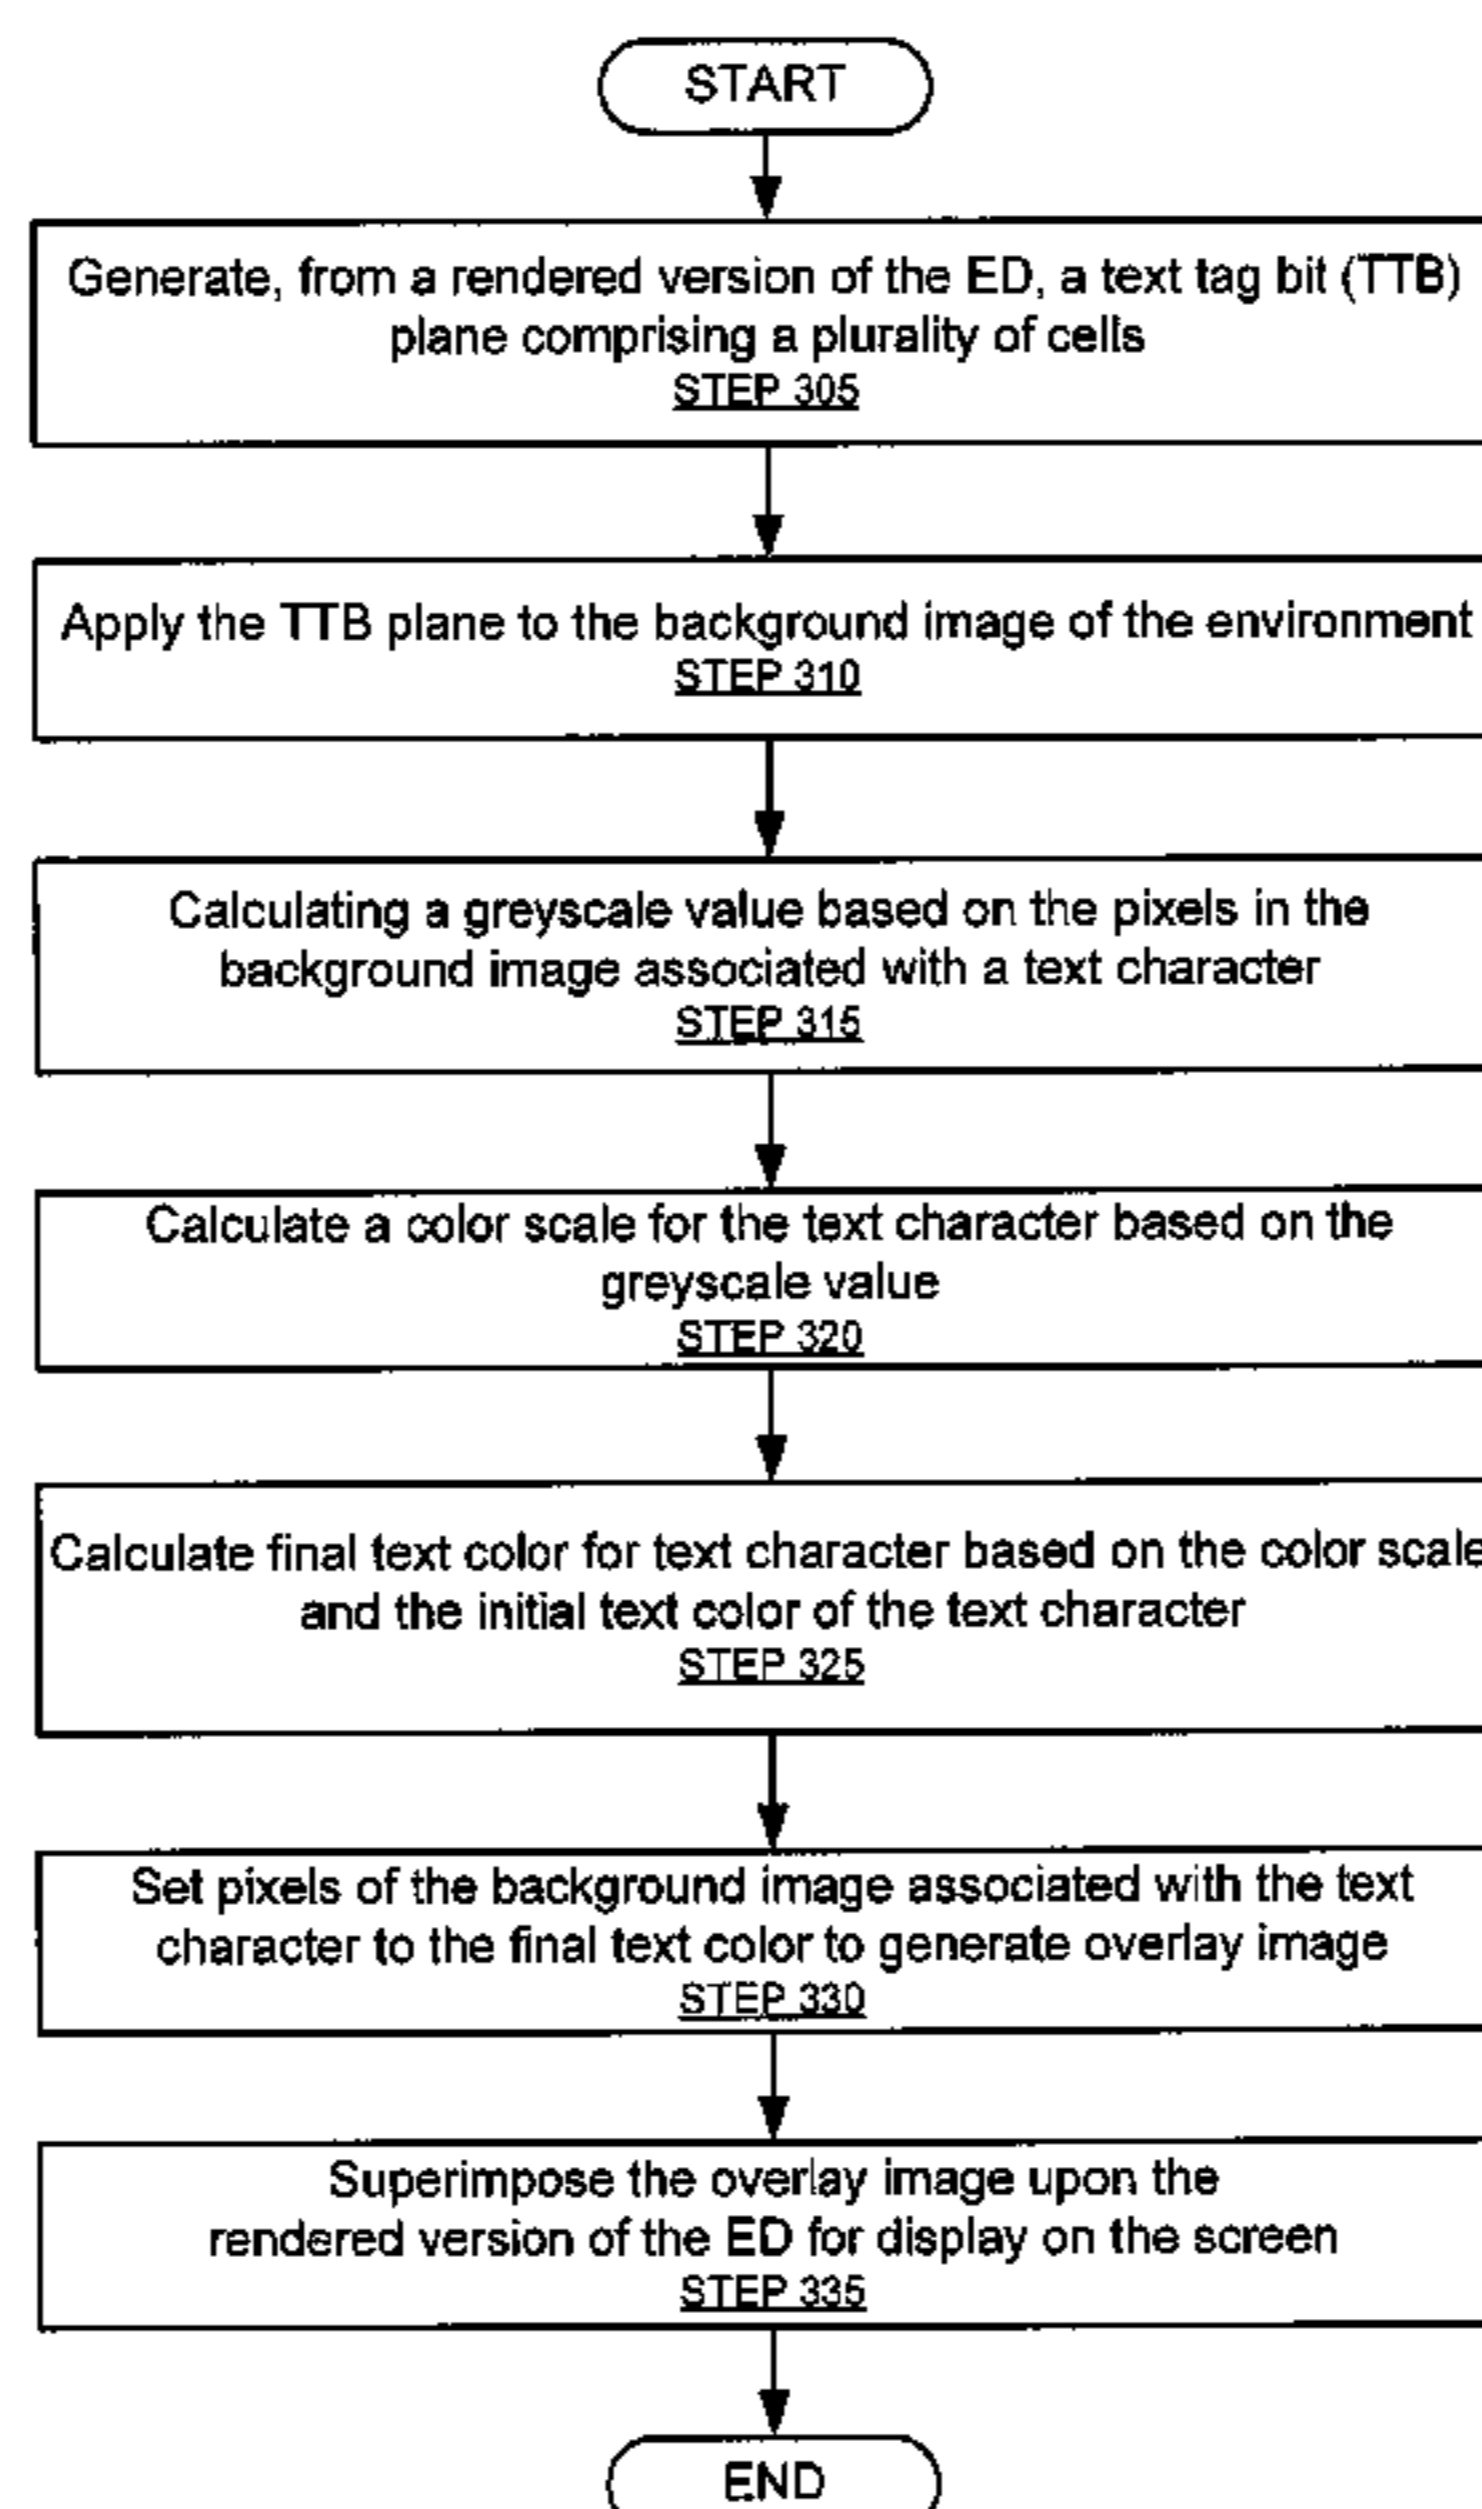 START
Generate, from a rendered version of the ED, a text tag bit (TTB)
plane comprising a plurality of cells
STEP 305
Apply the TTB plane to the background image of the environment
STEP 310
Calculating a greyscale value based on the pixels in the
background image associated with a text character
STEP 315
Calculate a color scale for the text character based on the
greyscale value
STEP 320
Calculate final text color for text character based on the color scale
and the initial text color of the text character
STEP 325
Set pixels of the background image associated with the text
character to the final text color to generate overlay image
STEP 330
Superimpose the overlay image upon the
rendered version of the ED for display on the screen
STEP 335
END